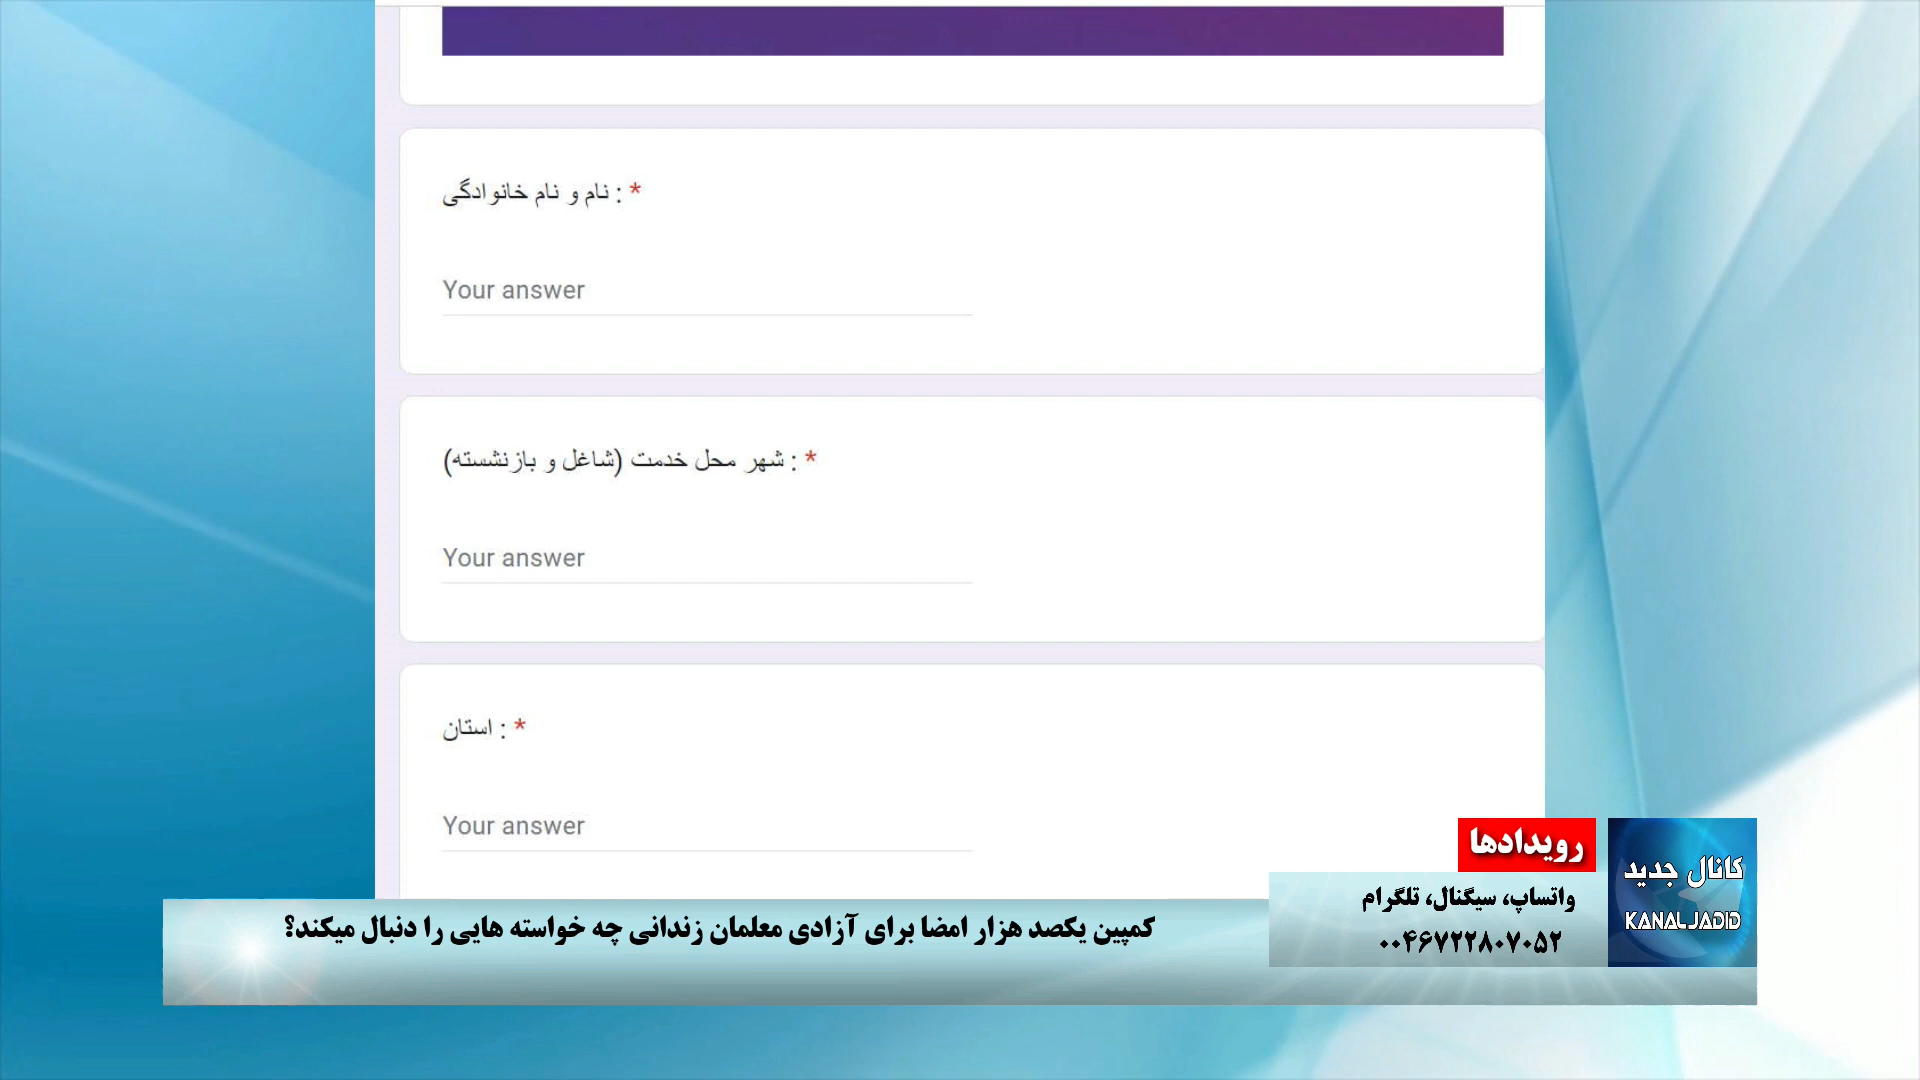 نام و نام خانوادگی : *
Your answer
شهر محل خدمت (شاغل و بازنشسته) : *
Your answer
استان : *
Your answer
رویدادها
کانال جدید
KANAL JADID
واتساپ، سیگنال، تلگرام
۰۰۴۶۷۲۲۸۰۷۰۵۲
کمپین یکصد هزار امضا برای آزادی معلمان زندانی چه خواسته هایی را دنبال میکند؟